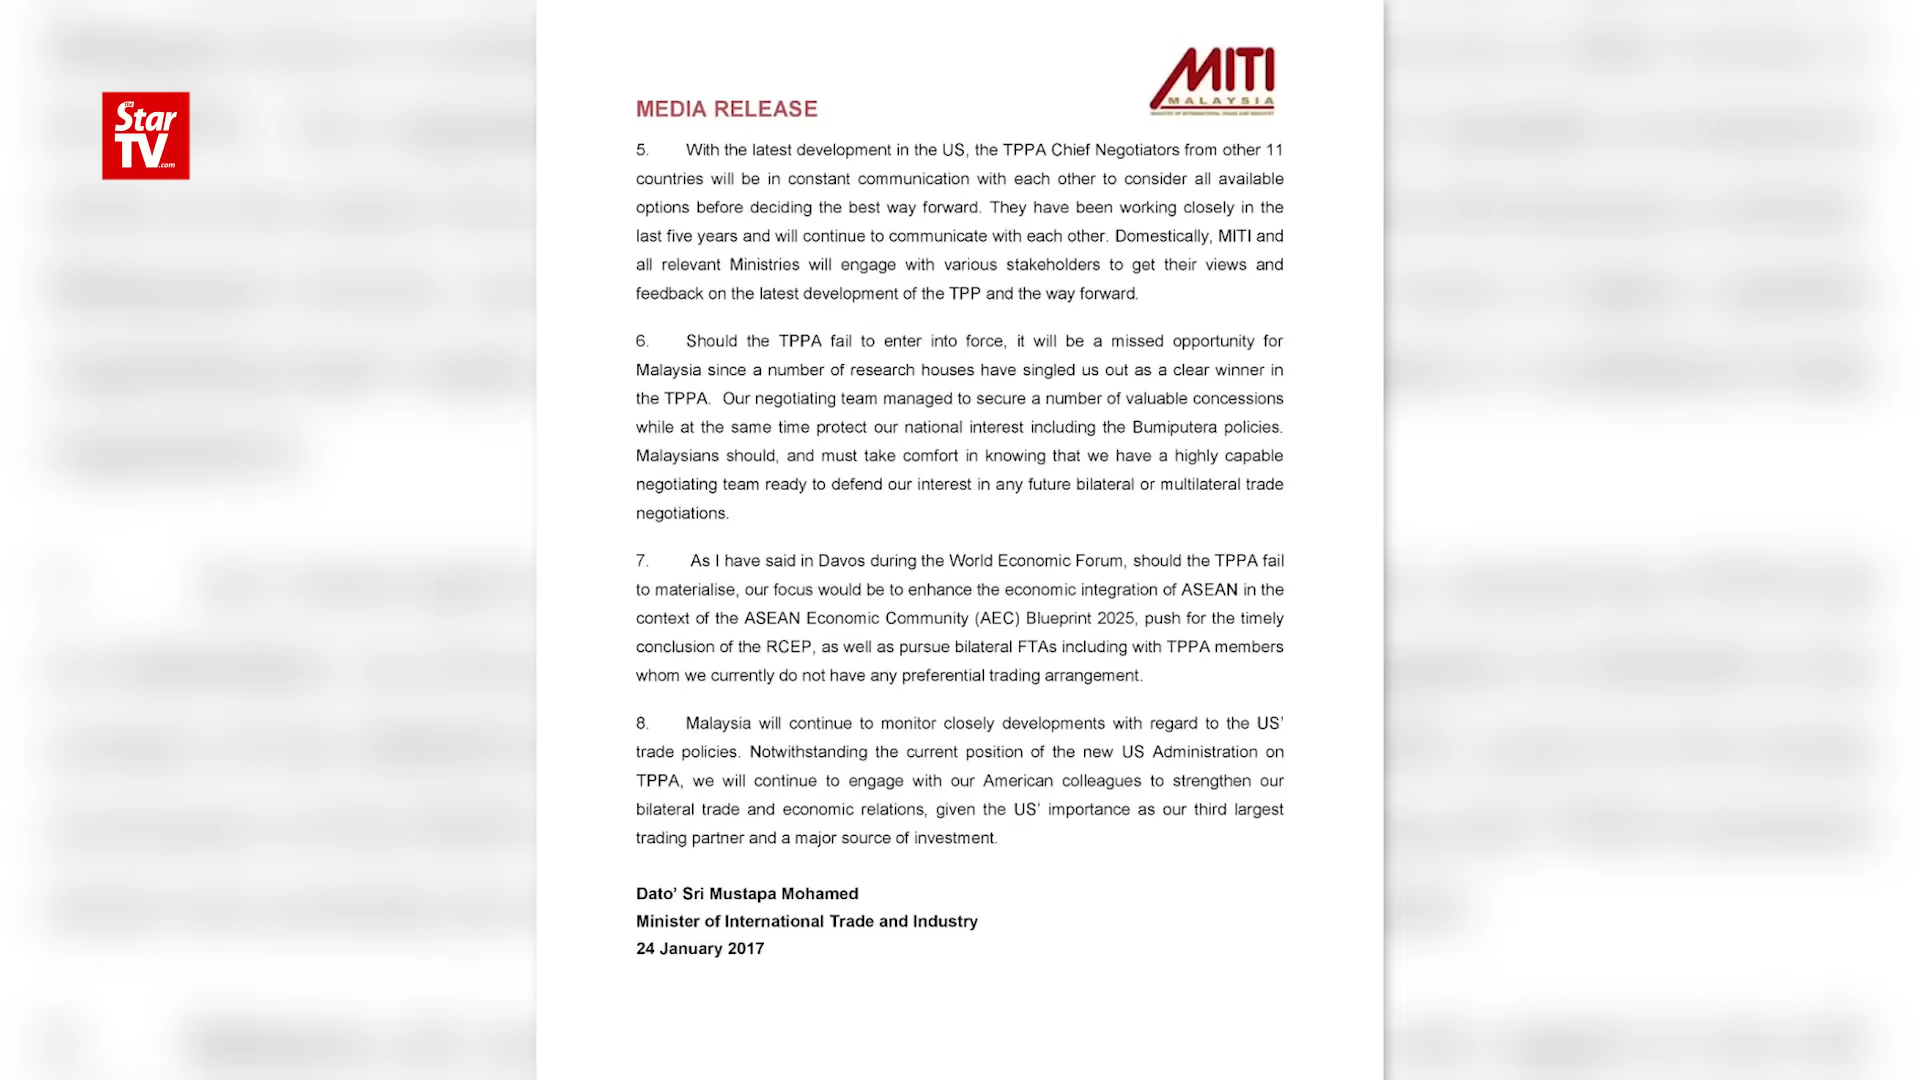 The Star TV.com
MITI
MALAYSIA
MINISTRY OF INTERNATIONAL TRADE AND INDUSTRY
MEDIA RELEASE
5. With the latest development in the US, the TPPA Chief Negotiators from other 11
countries will be in constant communication with each other to consider all available
options before deciding the best way forward. They have been working closely in the
last five years and will continue to communicate with each other. Domestically, MITI and
all relevant Ministries will engage with various stakeholders to get their views and
feedback on the latest development of the TPP and the way forward.
6. Should the TPPA fail to enter into force, it will be a missed opportunity for
Malaysia since a number of research houses have singled us out as a clear winner in
the TPPA. Our negotiating team managed to secure a number of valuable concessions
while at the same time protect our national interest including the Bumiputera policies.
Malaysians should, and must take comfort in knowing that we have a highly capable
negotiating team ready to defend our interest in any future bilateral or multilateral trade
negotiations.
7. As I have said in Davos during the World Economic Forum, should the TPPA fail
to materialise, our focus would be to enhance the economic integration of ASEAN in the
context of the ASEAN Economic Community (AEC) Blueprint 2025, push for the timely
conclusion of the RCEP, as well as pursue bilateral FTAs including with TPPA members
whom we currently do not have any preferential trading arrangement.
8. Malaysia will continue to monitor closely developments with regard to the US’
trade policies. Notwithstanding the current position of the new US Administration on
TPPA, we will continue to engage with our American colleagues to strengthen our
bilateral trade and economic relations, given the US’ importance as our third largest
trading partner and a major source of investment.
Dato’ Sri Mustapa Mohamed
Minister of International Trade and Industry
24 January 2017